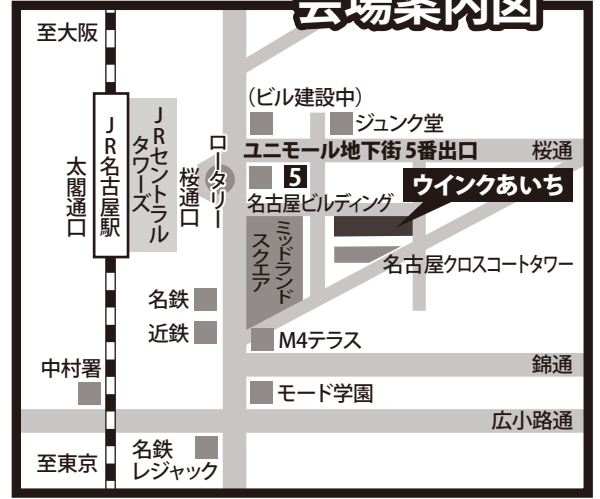 会場案内図
至大阪
(ビル建設中)
ジュンク堂
ユニモール地下街 5番出口
桜通
JRセントラル
タワーズ
JR名古屋駅
太閤通口
桜通口
ロータリー
5
ウインクあいち
名古屋ビルディング
ミッドランド
スクエア
名古屋クロスコートタワー
名鉄
近鉄
M4テラス
錦通
中村署
モード学園
広小路通
名鉄
レジャック
至東京